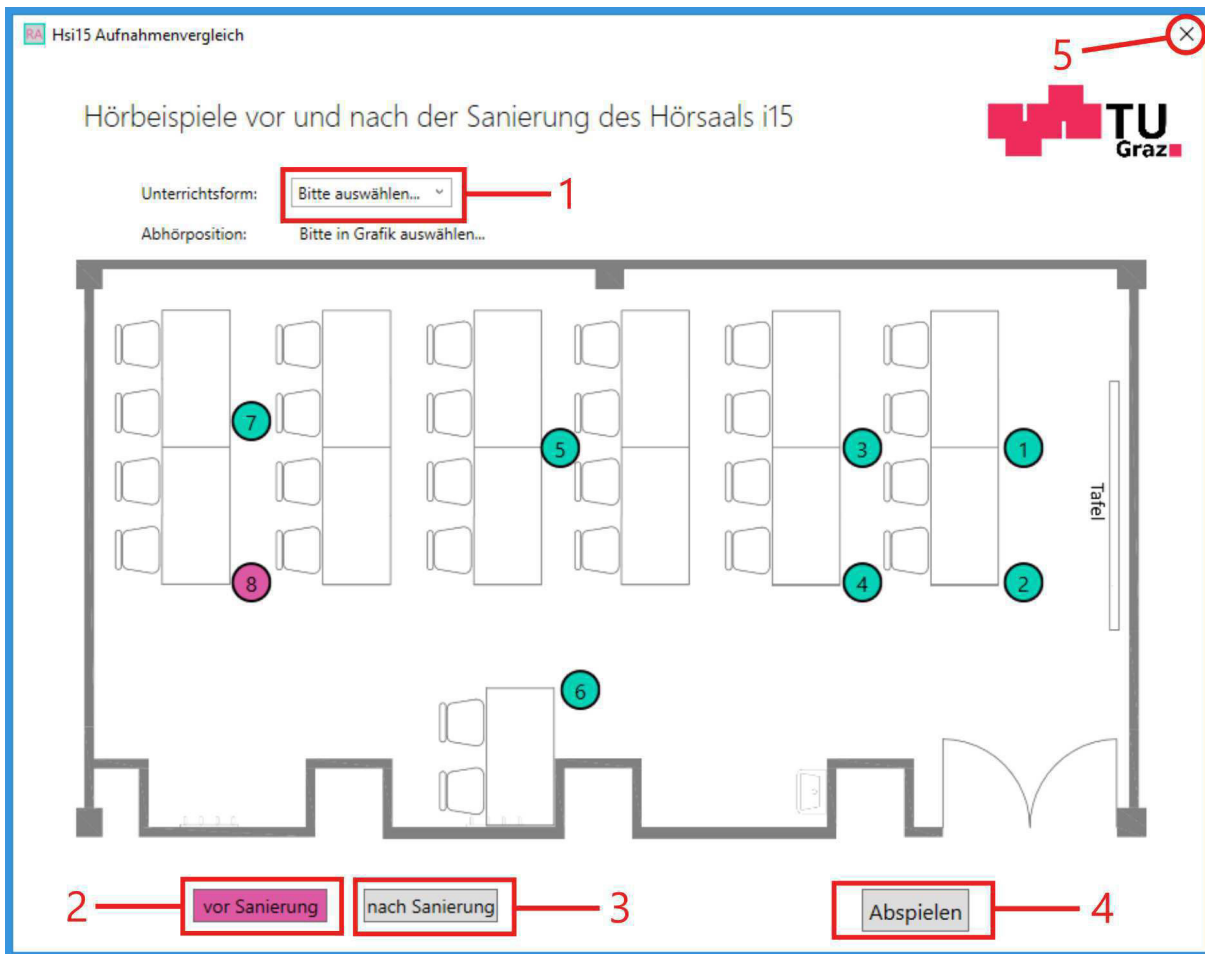 RA Hsi15 Aufnahmenvergleich
5
Hörbeispiele vor und nach der Sanierung des Hörsaals i15
TU
Graz
Unterrichtsform:
Bitte auswählen...
1
Abhörposition:
Bitte in Grafik auswählen...
7
5
3
1
Tafel
8
4
2
6
2
vor Sanierung
nach Sanierung
3
Abspielen
4